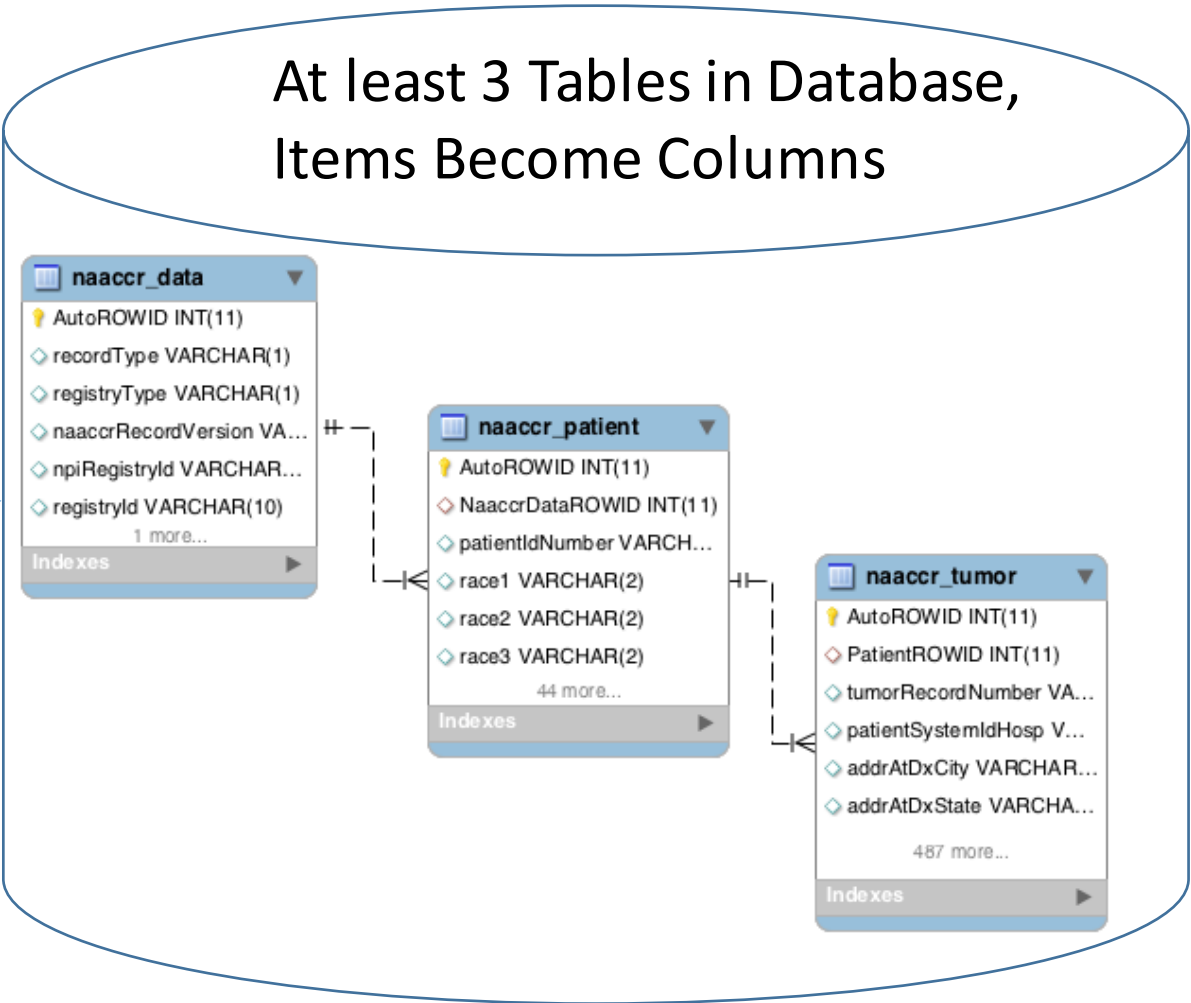 At least 3 Tables in Database,
Items Become Columns
naaccr_data
AutoROWID INT(11)
recordType VARCHAR(1)
registryType VARCHAR(1)
naaccrRecordVersion VA...
npiRegistryId VARCHAR...
registryId VARCHAR(10)
1 more...
Indexes
naaccr_patient
AutoROWID INT(11)
NaaccrDataROWID INT(11)
patientIdNumber VARCH...
race1 VARCHAR(2)
race2 VARCHAR(2)
race3 VARCHAR(2)
44 more...
Indexes
naaccr_tumor
AutoROWID INT(11)
PatientROWID INT(11)
tumorRecordNumber VA...
patientSystemIdHosp V...
addrAtDxCity VARCHAR...
addrAtDxState VARCHA...
487 more...
Indexes